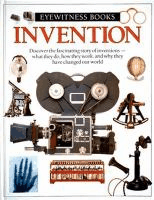 EYEWITNESS BOOKS
INVENTION
Discover the fascinating story of inventions —
what they do, how they work, and why they
have changed our world